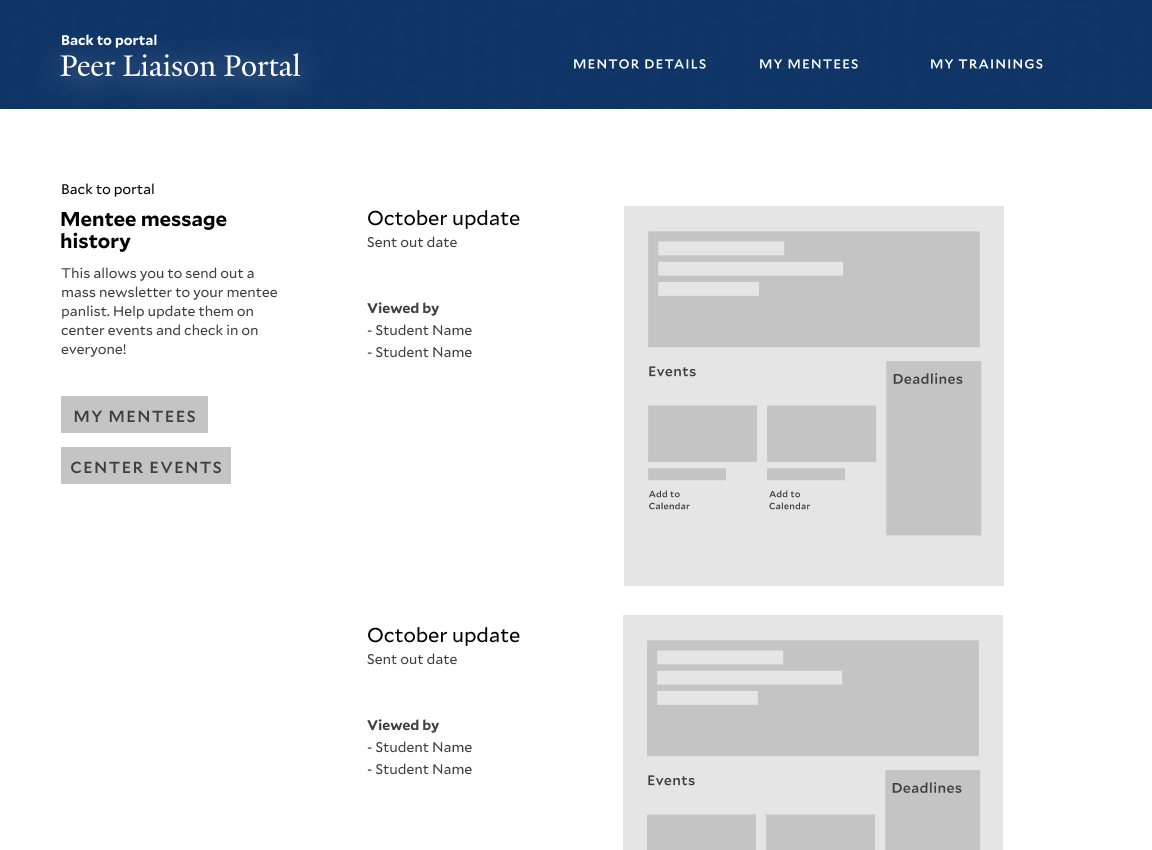 Back to portal
Peer Liaison Portal
MENTOR DETAILS
MY MENTEES
MY TRAININGS
Back to portal
Mentee message
history
This allows you to send out a
mass newsletter to your mentee
panlist. Help update them on
center events and check in on
everyone!
MY MENTEES
CENTER EVENTS
October update
Sent out date
Viewed by
- Student Name
- Student Name
Events
Deadlines
Add to
Calendar
Add to
Calendar
October update
Sent out date
Viewed by
- Student Name
- Student Name
Events
Deadlines